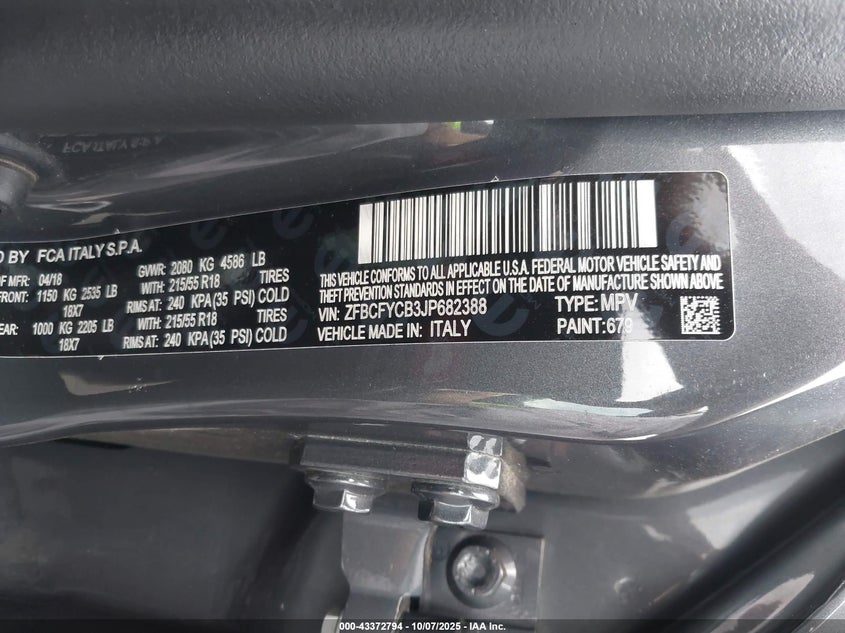 D BY FCA ITALY S.P.A.
OF MFR: 04/18 GVWR: 2080 KG 4586 LB
FRONT: 1150 KG 2535 LB WITH: 215/55 R18 TIRES
18X7 RIMS AT: 240 KPA (35 PSI) COLD
EAR: 1000 KG 2205 LB WITH: 215/55 R18 TIRES
18X7 RIMS AT: 240 KPA (35 PSI) COLD
THIS VEHICLE CONFORMS TO ALL APPLICABLE U.S.A. FEDERAL MOTOR VEHICLE SAFETY AND
THEFT PREVENTION STANDARDS IN EFFECT ON THE DATE OF MANUFACTURE SHOWN ABOVE
VIN: ZFBCFYCB3JP682388 TYPE: MPV
VEHICLE MADE IN ITALY PAINT: 679
000-43372794 - 10/07/2025 - IAA Inc.